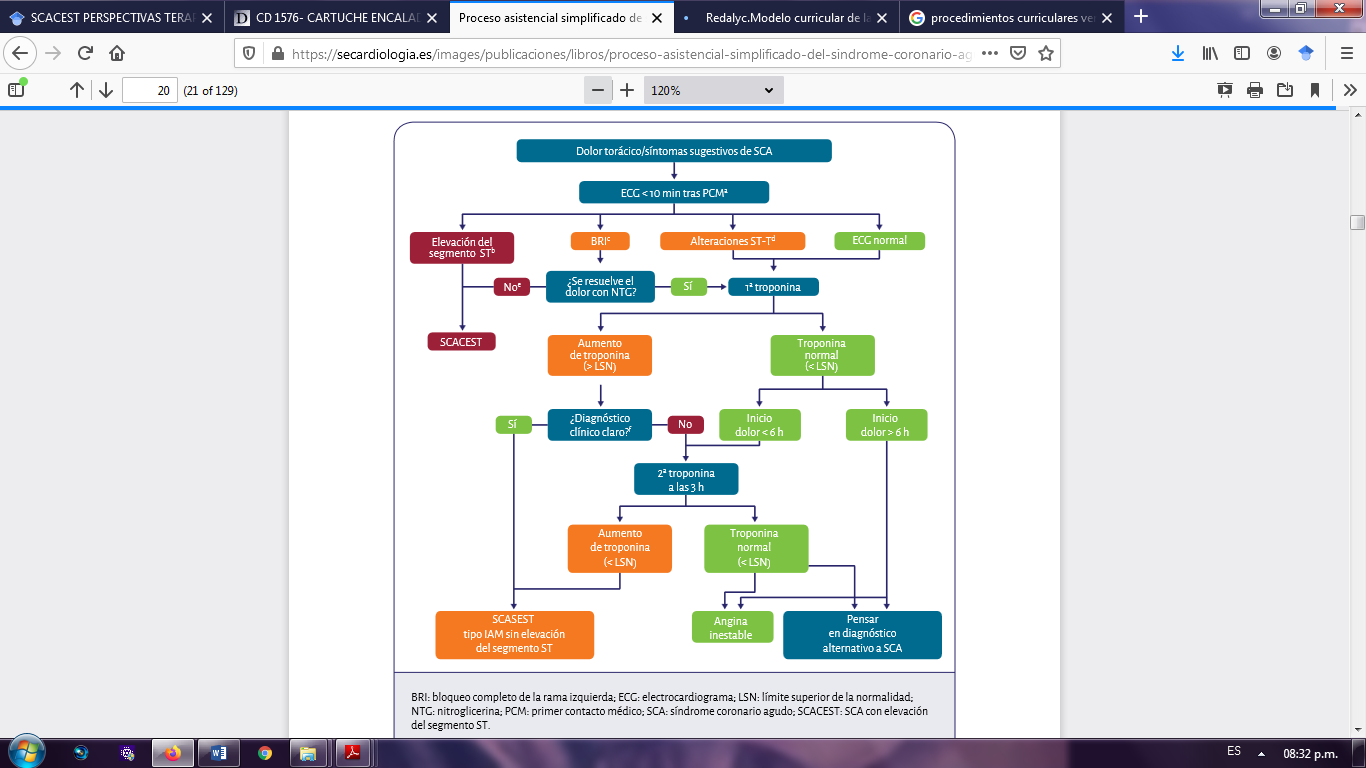 SCACEST PERSPECTIVAS TERA
CD 1576- CARTUCHE ENCALAD
Proceso asistencial simplificado de
Redalyc.Modelo curricular de la
procedimientos curriculares ve
https://secardiologia.es/images/publicaciones/libros/proceso-asistencial-simplificado-del-sindrome-coronario-ag
20 (21 of 129)
120%
Dolor torácico/síntomas sugestivos de SCA
ECG < 10 min tras PCMª
Elevación del
segmento STᵇ
BRIᶜ
Alteraciones ST-Tᵈ
ECG normal
Noᵉ
¿Se resuelve el
dolor con NTG?
Sí
1ª troponina
SCACEST
Aumento
de troponina
(> LSN)
Troponina
normal
(< LSN)
Sí
¿Diagnóstico
clínico claro?ᶠ
No
Inicio
dolor < 6 h
Inicio
dolor > 6 h
2ª troponina
a las 3 h
Aumento
de troponina
(< LSN)
Troponina
normal
(< LSN)
SCASEST
tipo IAM sin elevación
del segmento ST
Angina
inestable
Pensar
en diagnóstico
alternativo a SCA
BRI: bloqueo completo de la rama izquierda; ECG: electrocardiograma; LSN: límite superior de la normalidad;
NTG: nitroglicerina; PCM: primer contacto médico; SCA: síndrome coronario agudo; SCACEST: SCA con elevación
del segmento ST.
ES
08:32 p.m.